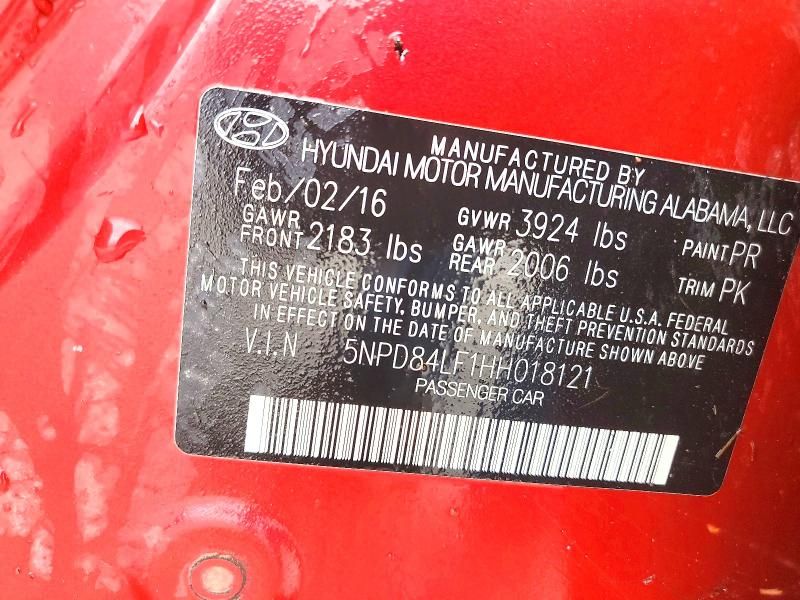 MANUFACTURED BY
HYUNDAI MOTOR MANUFACTURING ALABAMA, LLC
Feb/02/16 GVWR 3924 lbs PAINT PR
GAWR FRONT 2183 lbs GAWR REAR 2006 lbs TRIM PK
THIS VEHICLE CONFORMS TO ALL APPLICABLE U.S.A. FEDERAL
MOTOR VEHICLE SAFETY, BUMPER, AND THEFT PREVENTION STANDARDS
IN EFFECT ON THE DATE OF MANUFACTURE SHOWN ABOVE
V.I.N 5NPD84LF1HH018121
PASSENGER CAR